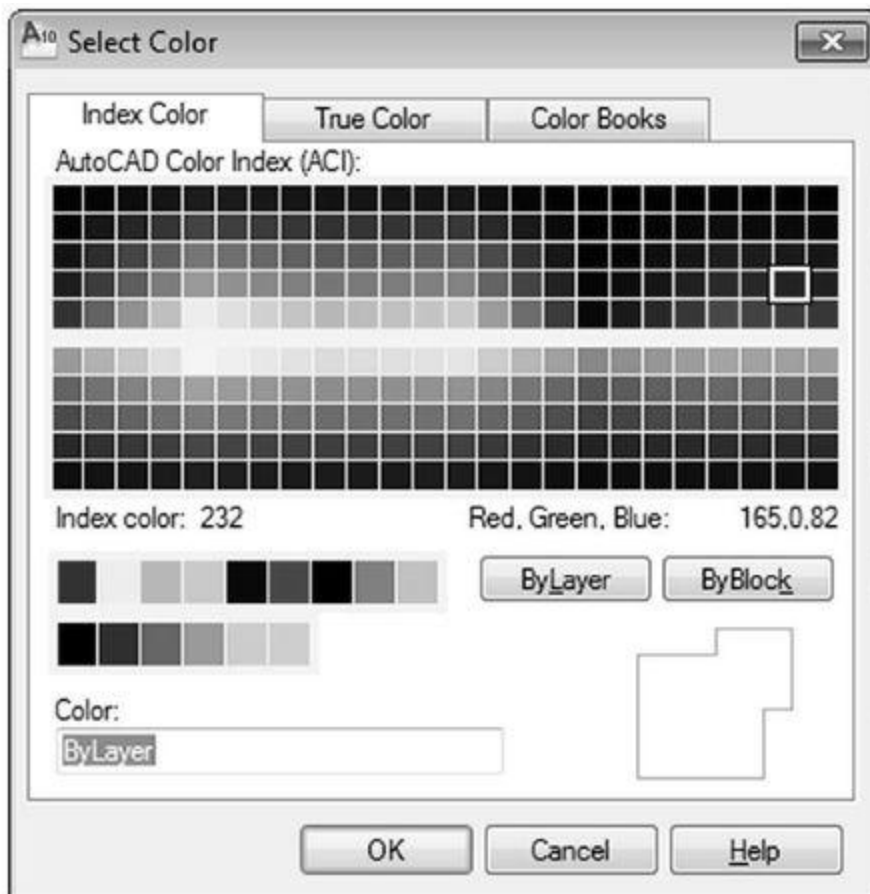 A10 Select Color
Index Color True Color Color Books
AutoCAD Color Index (ACI):
Index color: 232 Red, Green, Blue: 165,0,82
ByLayer ByBlock
Color:
ByLayer
OK Cancel Help